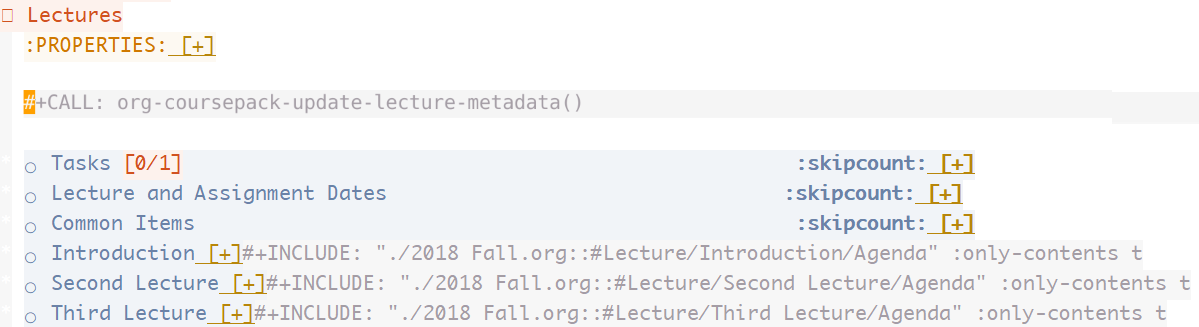 Lectures
:PROPERTIES: [+]
#+CALL: org-coursepack-update-lecture-metadata()
Tasks [0/1] :skipcount: [+]
Lecture and Assignment Dates :skipcount: [+]
Common Items :skipcount: [+]
Introduction [+]#+INCLUDE: "./2018 Fall.org::#Lecture/Introduction/Agenda" :only-contents t
Second Lecture [+]#+INCLUDE: "./2018 Fall.org::#Lecture/Second Lecture/Agenda" :only-contents t
Third Lecture [+]#+INCLUDE: "./2018 Fall.org::#Lecture/Third Lecture/Agenda" :only-contents t